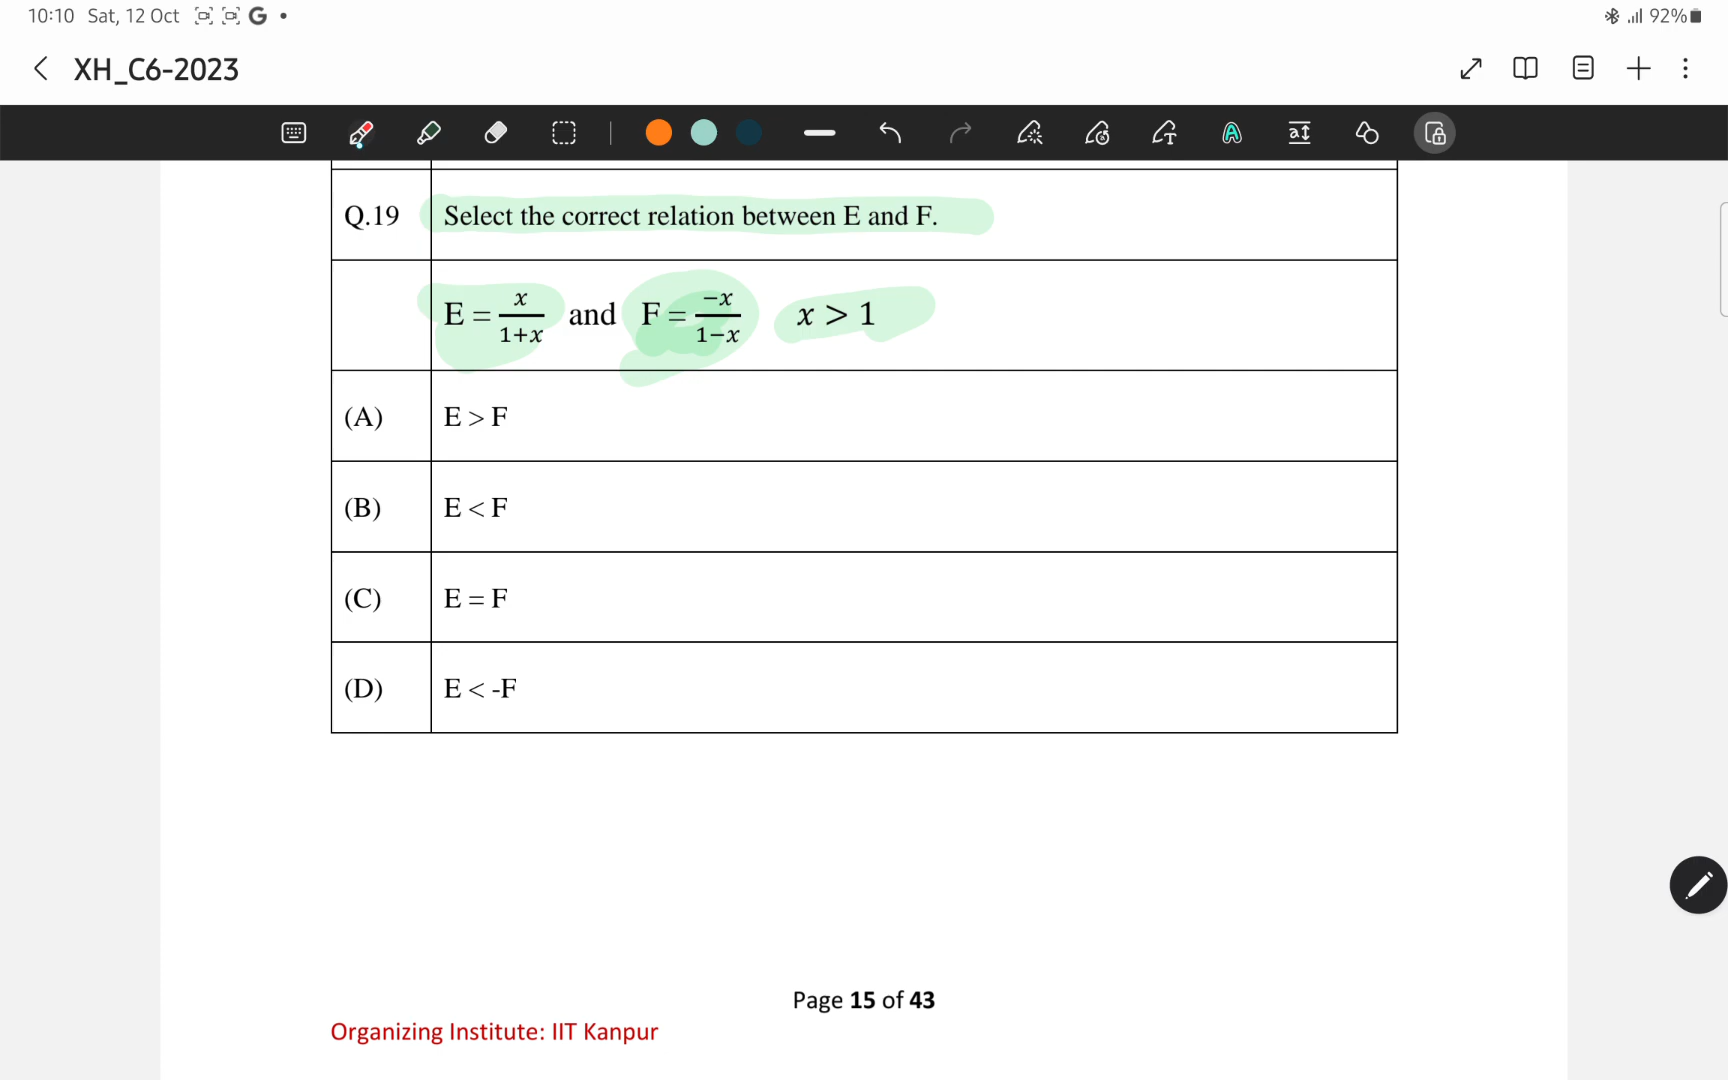 10:10 Sat, 12 Oct G 92%
XH_C6-2023
Q.19 Select the correct relation between E and F.
E = x/(1+x) and F = −x/(1−x) x > 1
(A) E > F
(B) E < F
(C) E = F
(D) E < -F
Page 15 of 43
Organizing Institute: IIT Kanpur